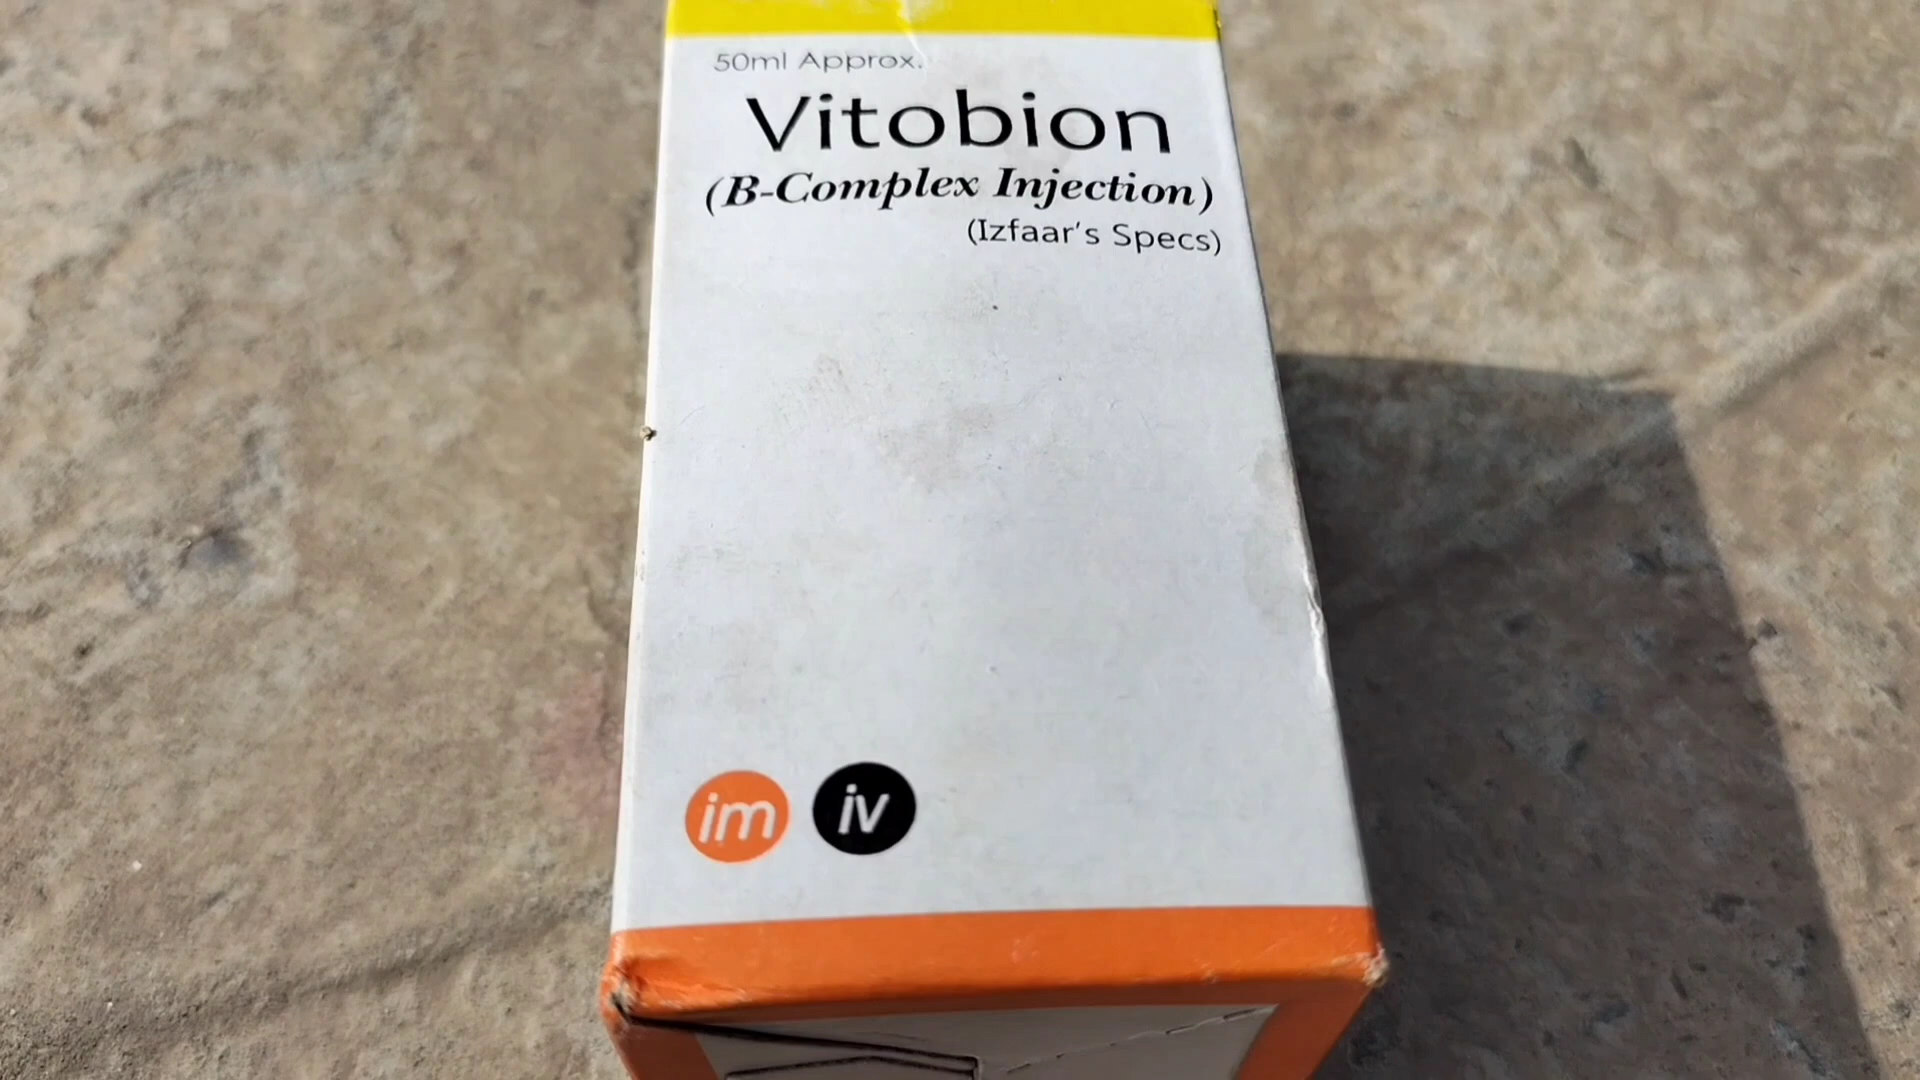 50ml Approx.
Vitobion
(B-Complex Injection)
(Izfaar's Specs)
im iv